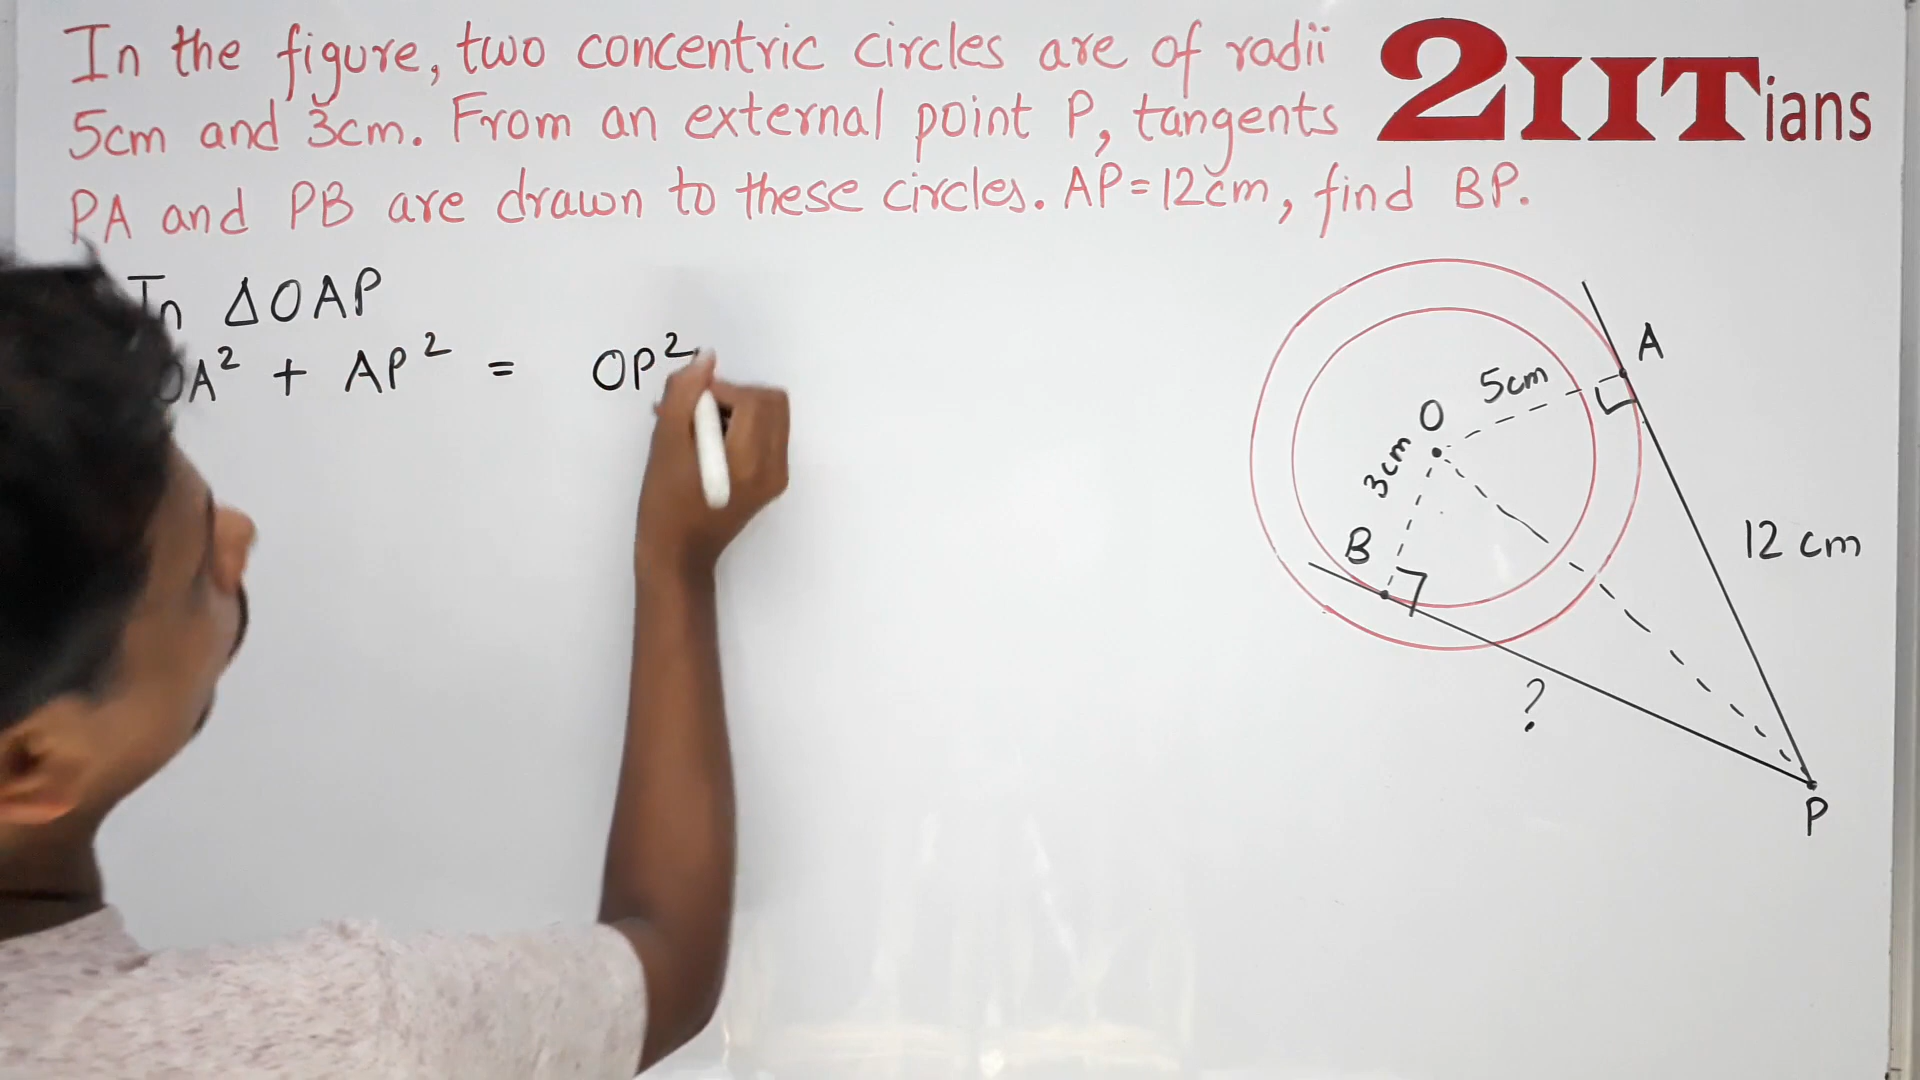 In the figure, two concentric circles are of radii
5cm and 3cm. From an external point P, tangents
PA and PB are drawn to these circles. AP=12cm, find BP.
2IITians
In ΔOAP
OA² + AP² = OP²
A
5cm
O
3cm
B
12 cm
?
P